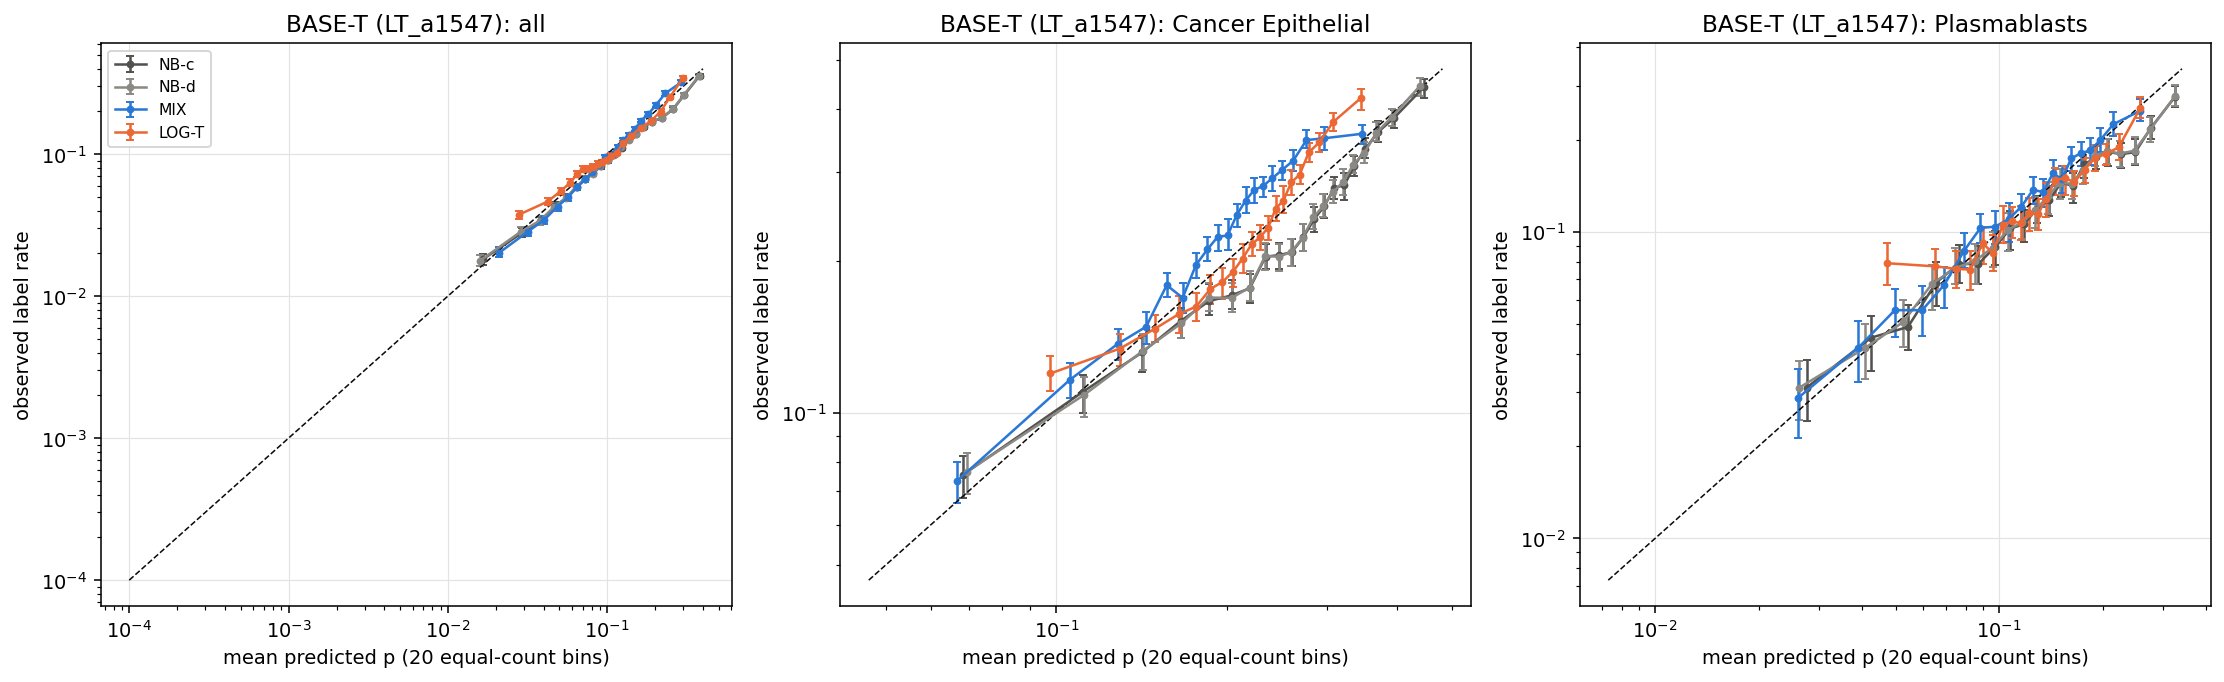 BASE-T (LT_a1547): all
NB-c
NB-d
MIX
LOG-T
observed label rate
10⁻¹
10⁻²
10⁻³
10⁻⁴
10⁻⁴
10⁻³
10⁻²
10⁻¹
mean predicted p (20 equal-count bins)
BASE-T (LT_a1547): Cancer Epithelial
observed label rate
10⁻¹
10⁻¹
mean predicted p (20 equal-count bins)
BASE-T (LT_a1547): Plasmablasts
observed label rate
10⁻¹
10⁻²
10⁻²
10⁻¹
mean predicted p (20 equal-count bins)